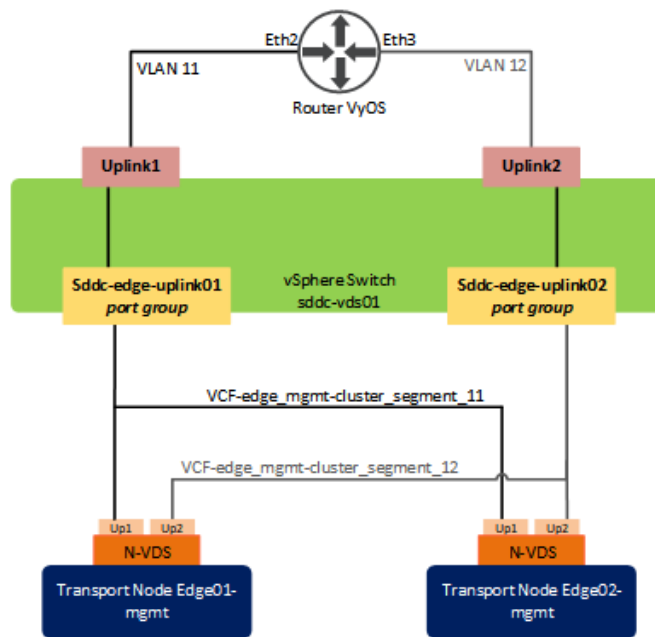 Eth2
Eth3
VLAN 11
VLAN 12
Router VyOS
Uplink1
Uplink2
Sddc-edge-uplink01
port group
vSphere Switch
sddc-vds01
Sddc-edge-uplink02
port group
VCF-edge_mgmt-cluster_segment_11
VCF-edge_mgmt-cluster_segment_12
Up1
Up2
Up1
Up2
N-VDS
N-VDS
Transport Node Edge01-
mgmt
Transport Node Edge02-
mgmt